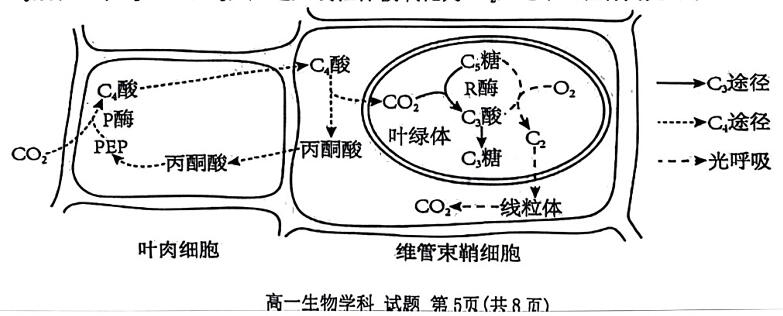 C₄酸
P酶
PEP
CO₂
丙酮酸
叶肉细胞
C₄酸
丙酮酸
CO₂
C₅糖
R酶
O₂
C₃酸
叶绿体
C₃糖
C₂
CO₂
线粒体
维管束鞘细胞
C₃途径
C₄途径
光呼吸
高一生物学科 试题 第5页(共8页)